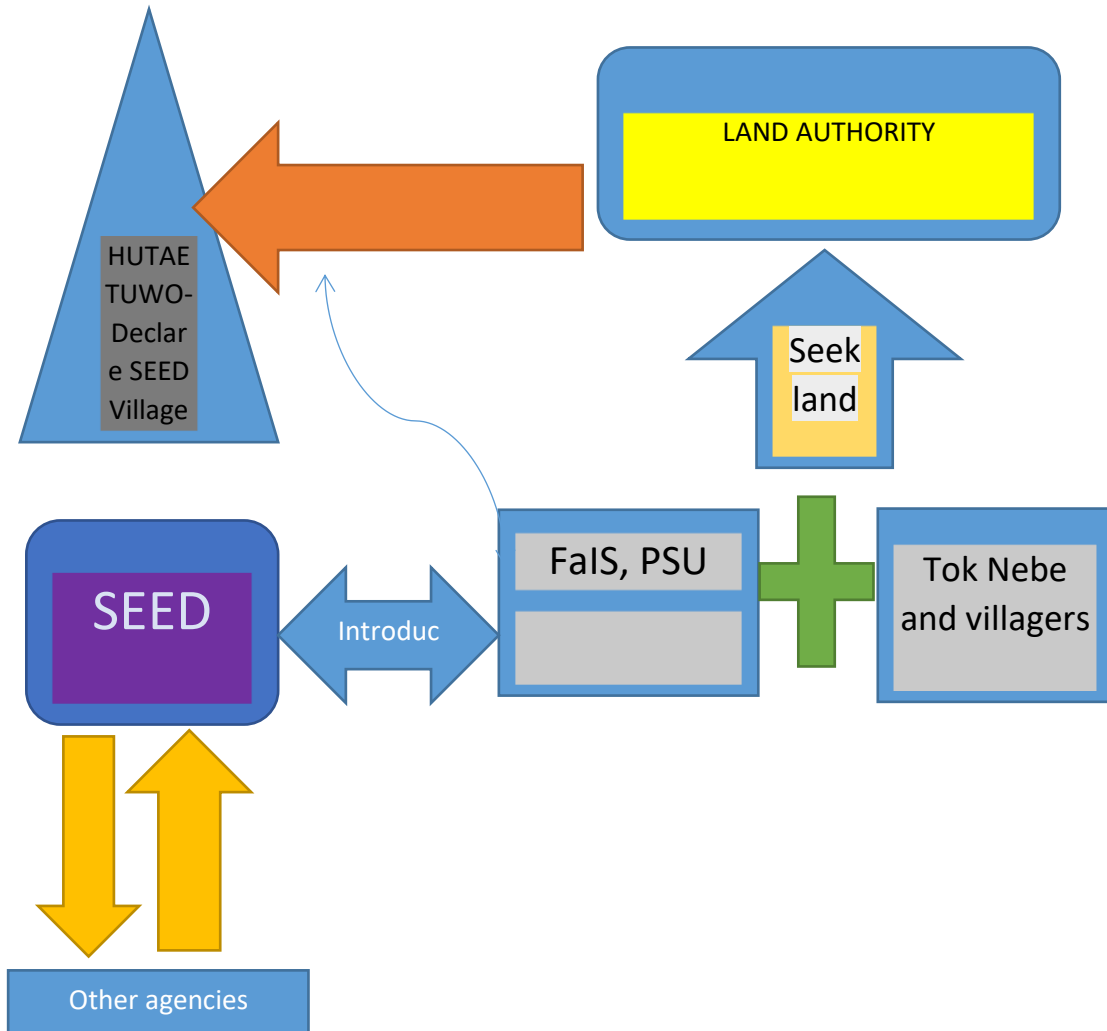 LAND AUTHORITY
HUTAE
TUWO-
Declar
e SEED
Village
Seek
land
SEED
Introduc
FaIS, PSU
Tok Nebe
and villagers
Other agencies